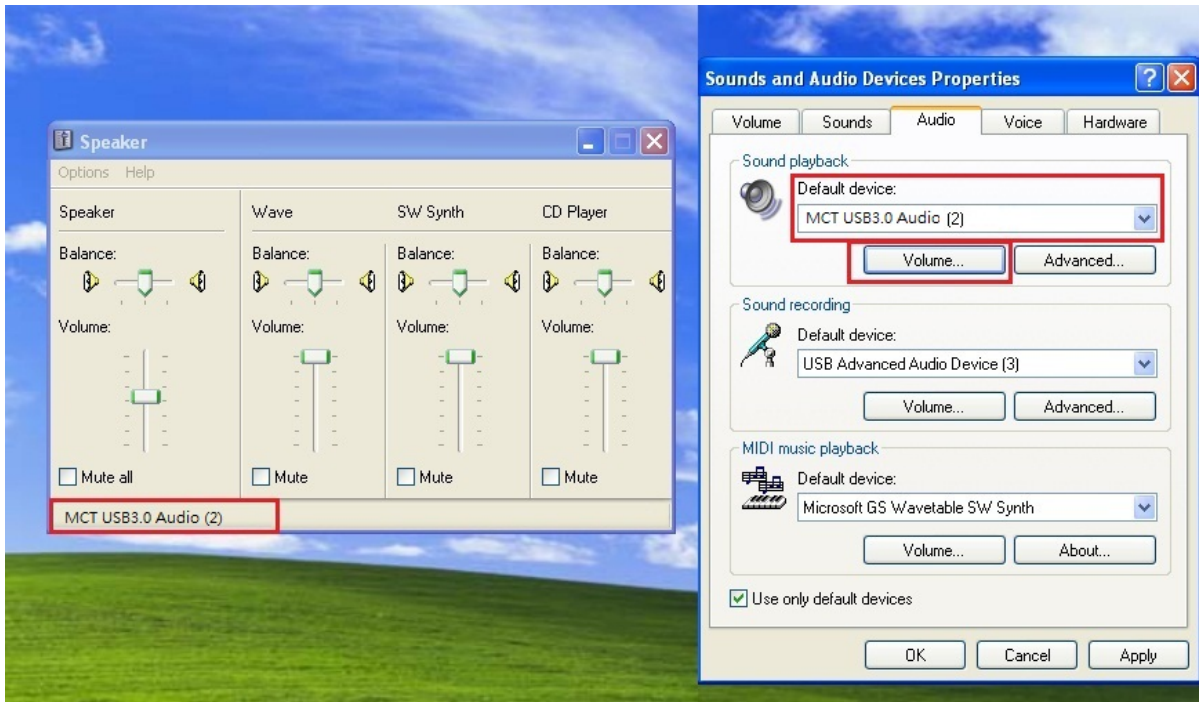 Speaker
Options Help
Speaker Wave SW Synth CD Player
Balance: Balance: Balance: Balance:
Volume: Volume: Volume: Volume:
Mute all Mute Mute Mute
MCT USB3.0 Audio (2)
Sounds and Audio Devices Properties
Volume Sounds Audio Voice Hardware
Sound playback
Default device:
MCT USB3.0 Audio (2)
Volume... Advanced...
Sound recording
Default device:
USB Advanced Audio Device (3)
Volume... Advanced...
MIDI music playback
Default device:
Microsoft GS Wavetable SW Synth
Volume... About...
Use only default devices
OK Cancel Apply